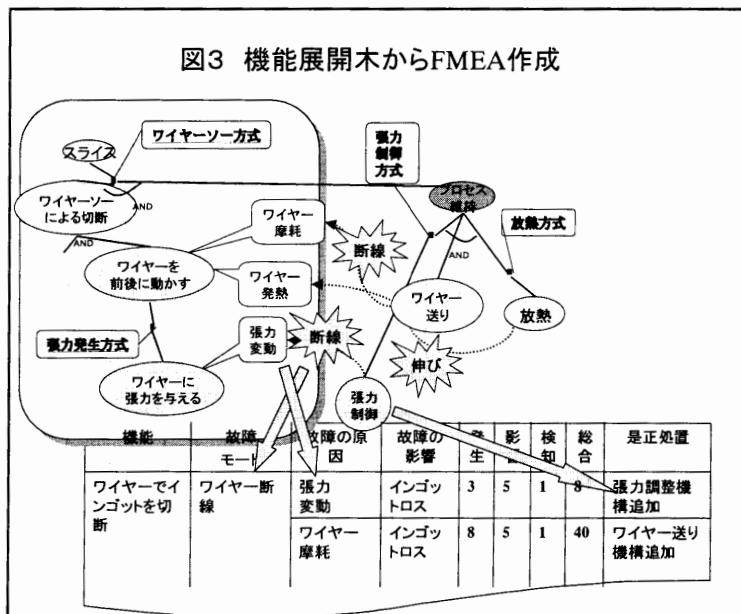 図3 機能展開木からFMEA作成
ワイヤーソー方式
スライス
張力
制御
方式
プロセス
維持
ワイヤーソー
による切断
AND
AND
ワイヤー
摩耗
断線
放熱方式
AND
ワイヤーを
前後に動かす
ワイヤー
発熱
ワイヤー
送り
放熱
張力発生方式
張力
変動
断線
伸び
ワイヤーに
張力を与える
張力
制御
機能 故障 故障の原 故障の 発 影 検 総 是正処置
モード 因 影響 生 知 合
ワイヤーでイ ワイヤー断 張力 インゴッ 3 5 1 8 張力調整機
ンゴットを切 線 変動 トロス 構追加
断 ワイヤー インゴッ 8 5 1 40 ワイヤー送り
摩耗 トロス 機構追加